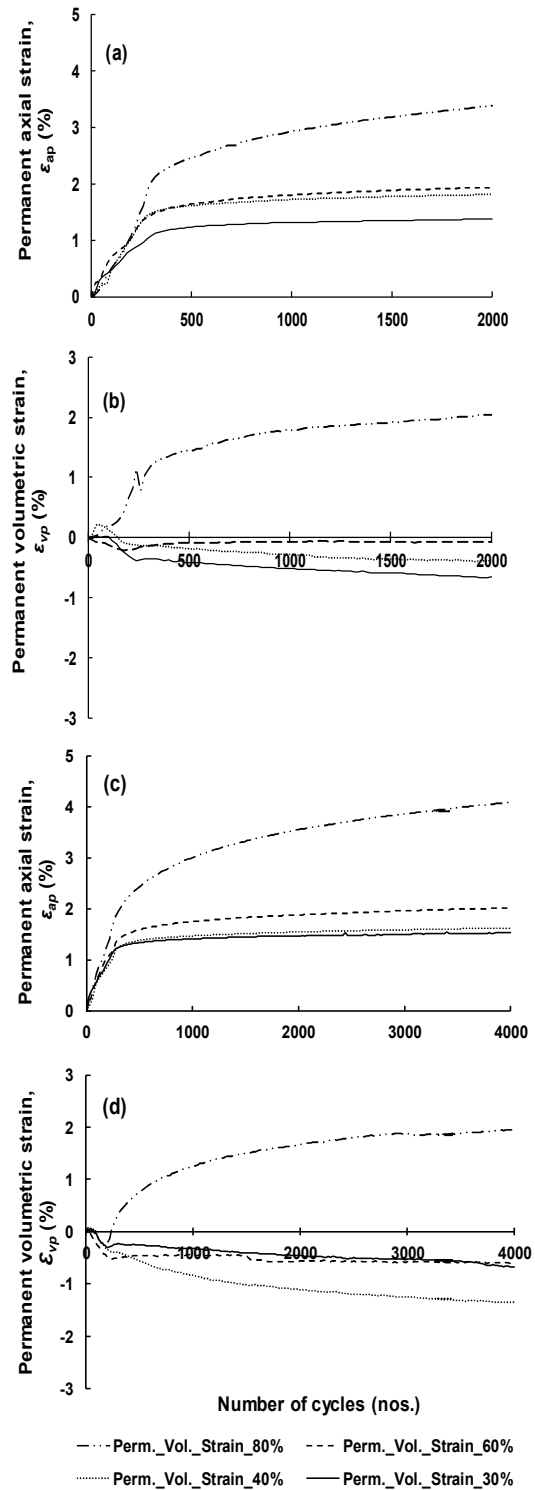 (a)
Permanent axial strain,
εap (%)
5
4
3
2
1
0
0 500 1000 1500 2000
(b)
Permanent volumetric strain,
εvp (%)
3
2
1
0
-1
-2
-3
0 500 1000 1500 2000
(c)
Permanent axial strain,
εap (%)
5
4
3
2
1
0
0 1000 2000 3000 4000
(d)
Permanent volumetric strain,
εvp (%)
3
2
1
0
-1
-2
-3
0 1000 2000 3000 4000
Number of cycles (nos.)
Perm._Vol._Strain_80% Perm._Vol._Strain_60%
Perm._Vol._Strain_40% Perm._Vol._Strain_30%